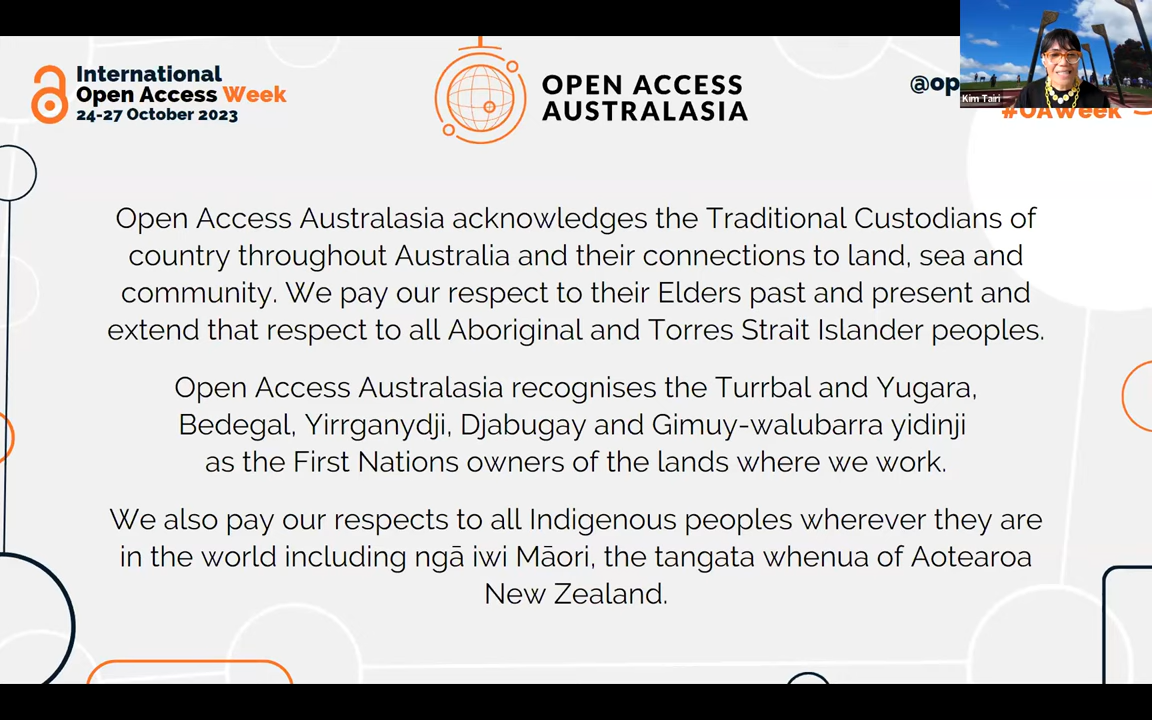 International
Open Access Week
24-27 October 2023
OPEN ACCESS
AUSTRALASIA
@op
Kim Tairi
#OAWeek
Open Access Australasia acknowledges the Traditional Custodians of
country throughout Australia and their connections to land, sea and
community. We pay our respect to their Elders past and present and
extend that respect to all Aboriginal and Torres Strait Islander peoples.
Open Access Australasia recognises the Turrbal and Yugara,
Bedegal, Yirrganydji, Djabugay and Gimuy-walubarra yidinji
as the First Nations owners of the lands where we work.
We also pay our respects to all Indigenous peoples wherever they are
in the world including ngā iwi Māori, the tangata whenua of Aotearoa
New Zealand.